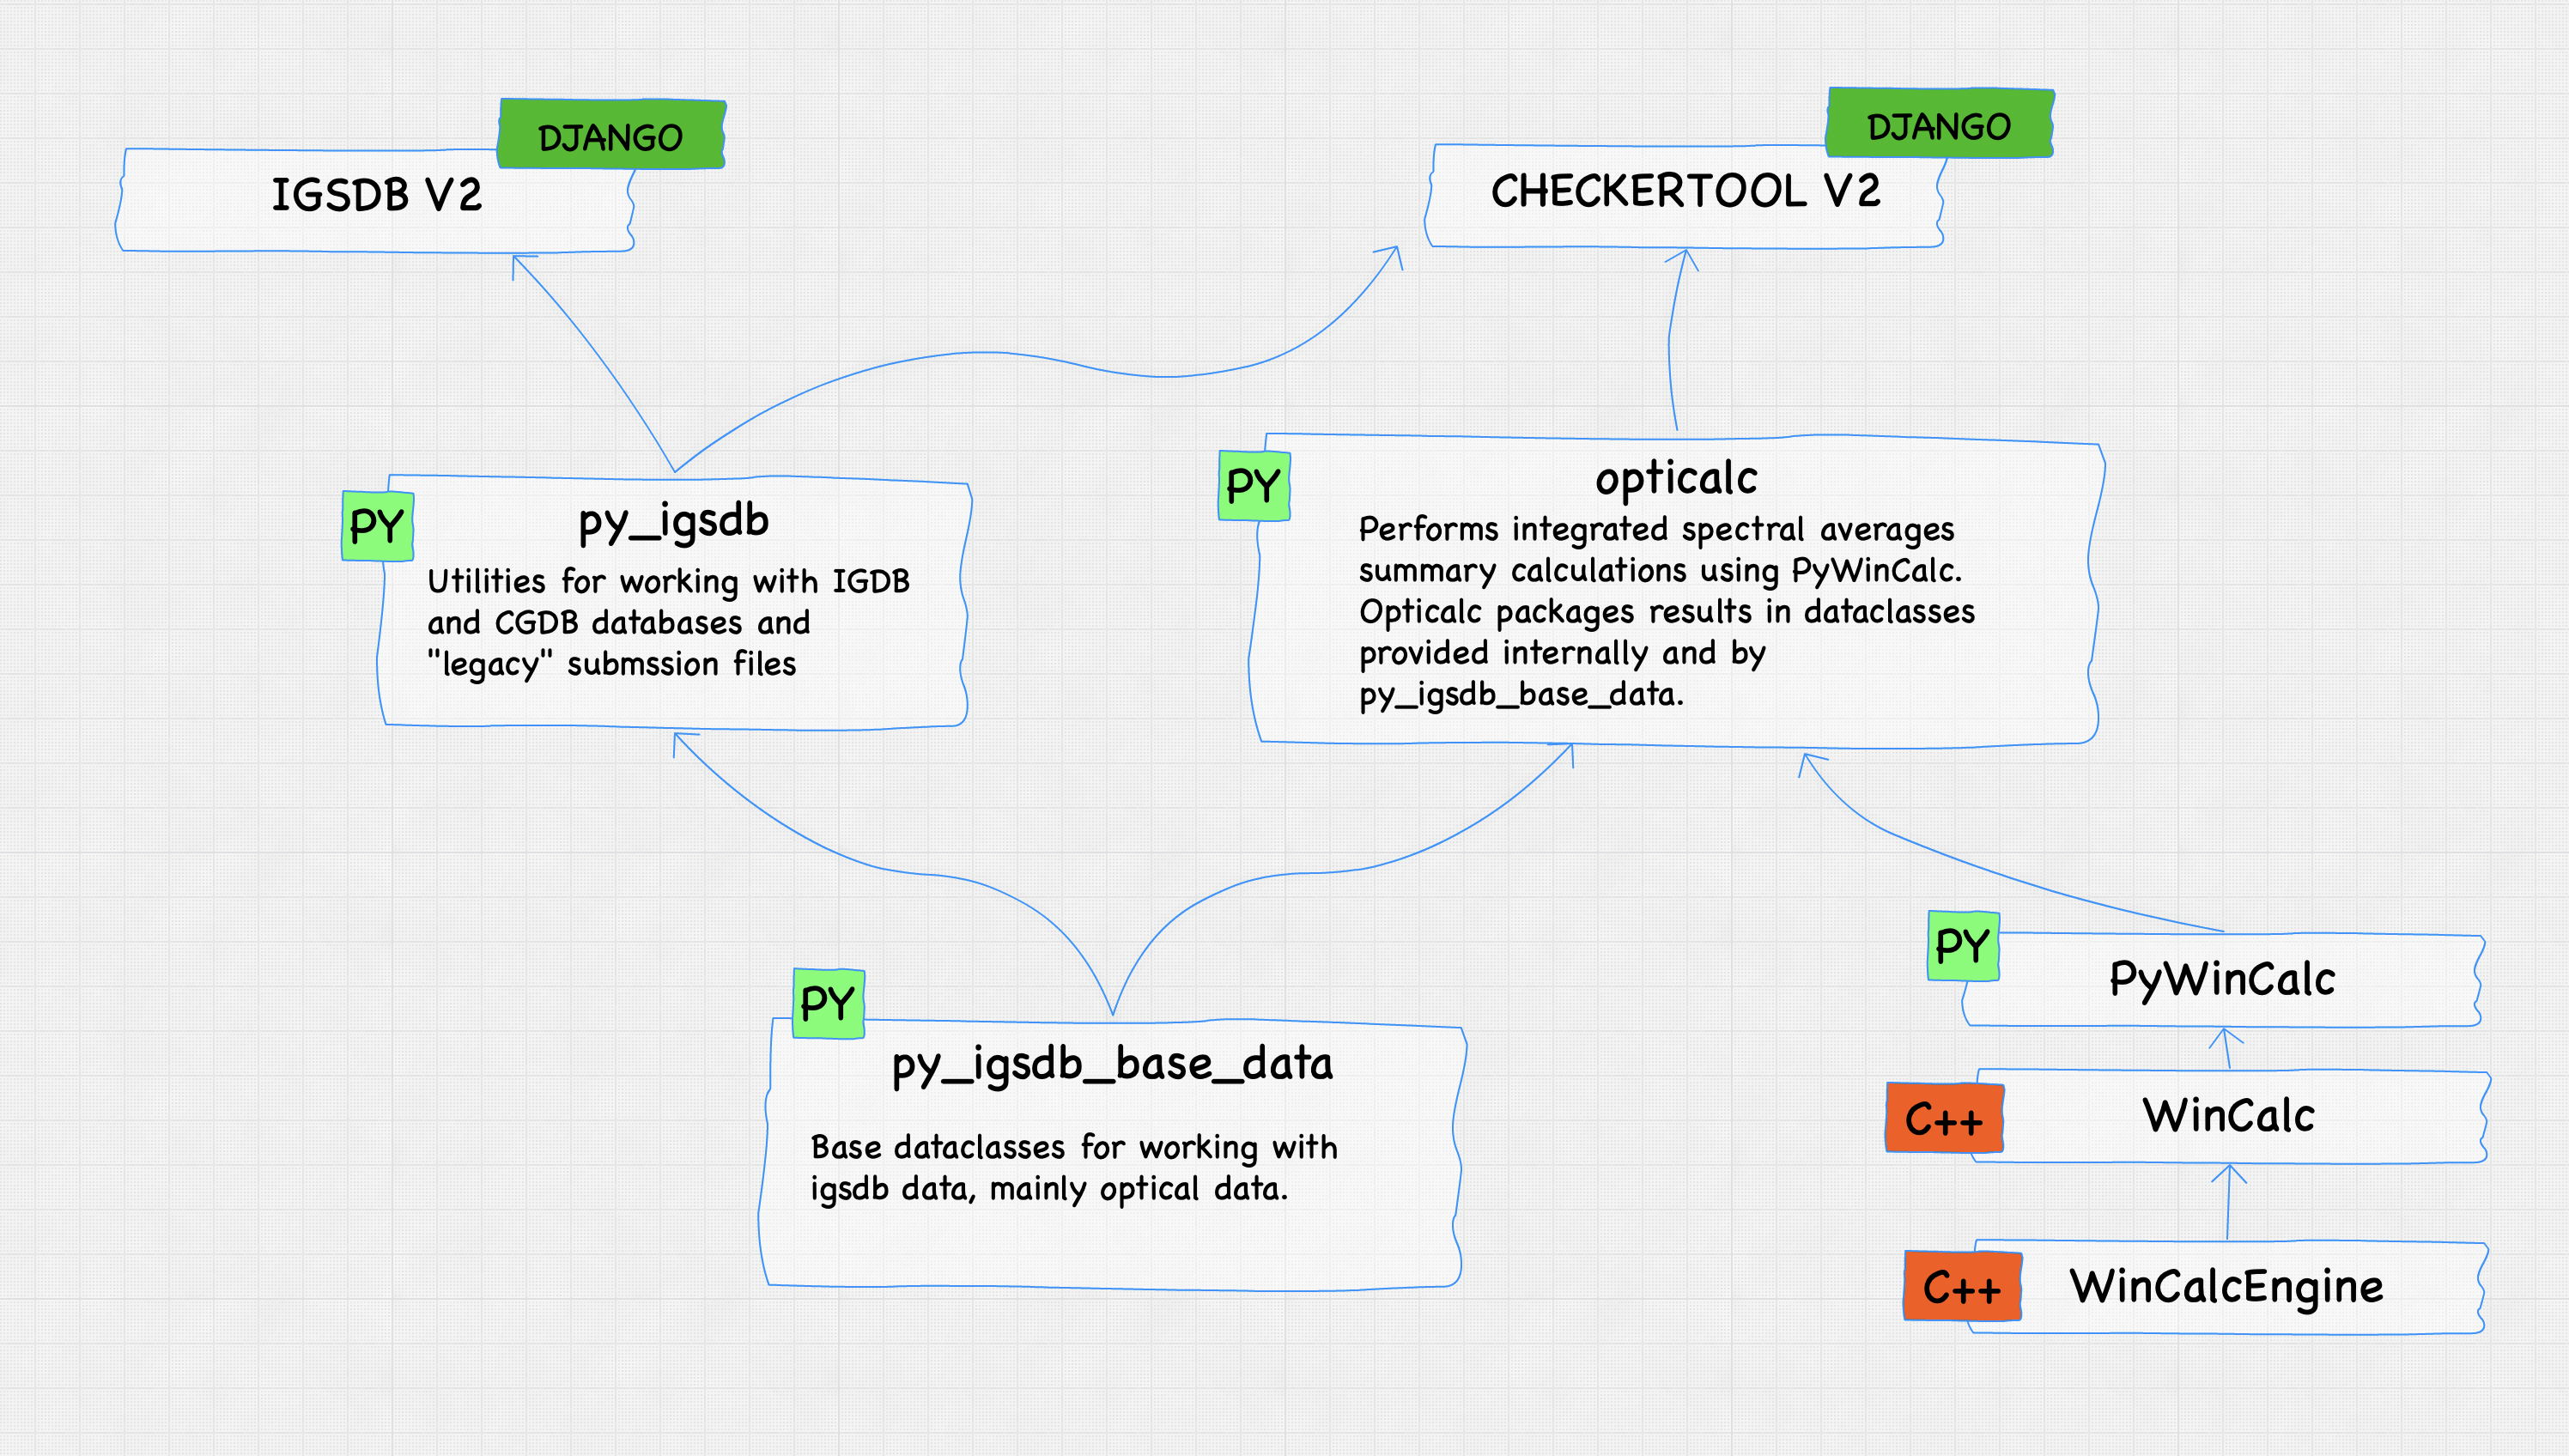 DJANGO
IGSDB V2
DJANGO
CHECKERTOOL V2
PY
py_igsdb
Utilities for working with IGDB
and CGDB databases and
"legacy" submssion files
PY
opticalc
Performs integrated spectral averages
summary calculations using PyWinCalc.
Opticalc packages results in dataclasses
provided internally and by
py_igsdb_base_data.
PY
py_igsdb_base_data
Base dataclasses for working with
igsdb data, mainly optical data.
PY
PyWinCalc
C++
WinCalc
C++
WinCalcEngine